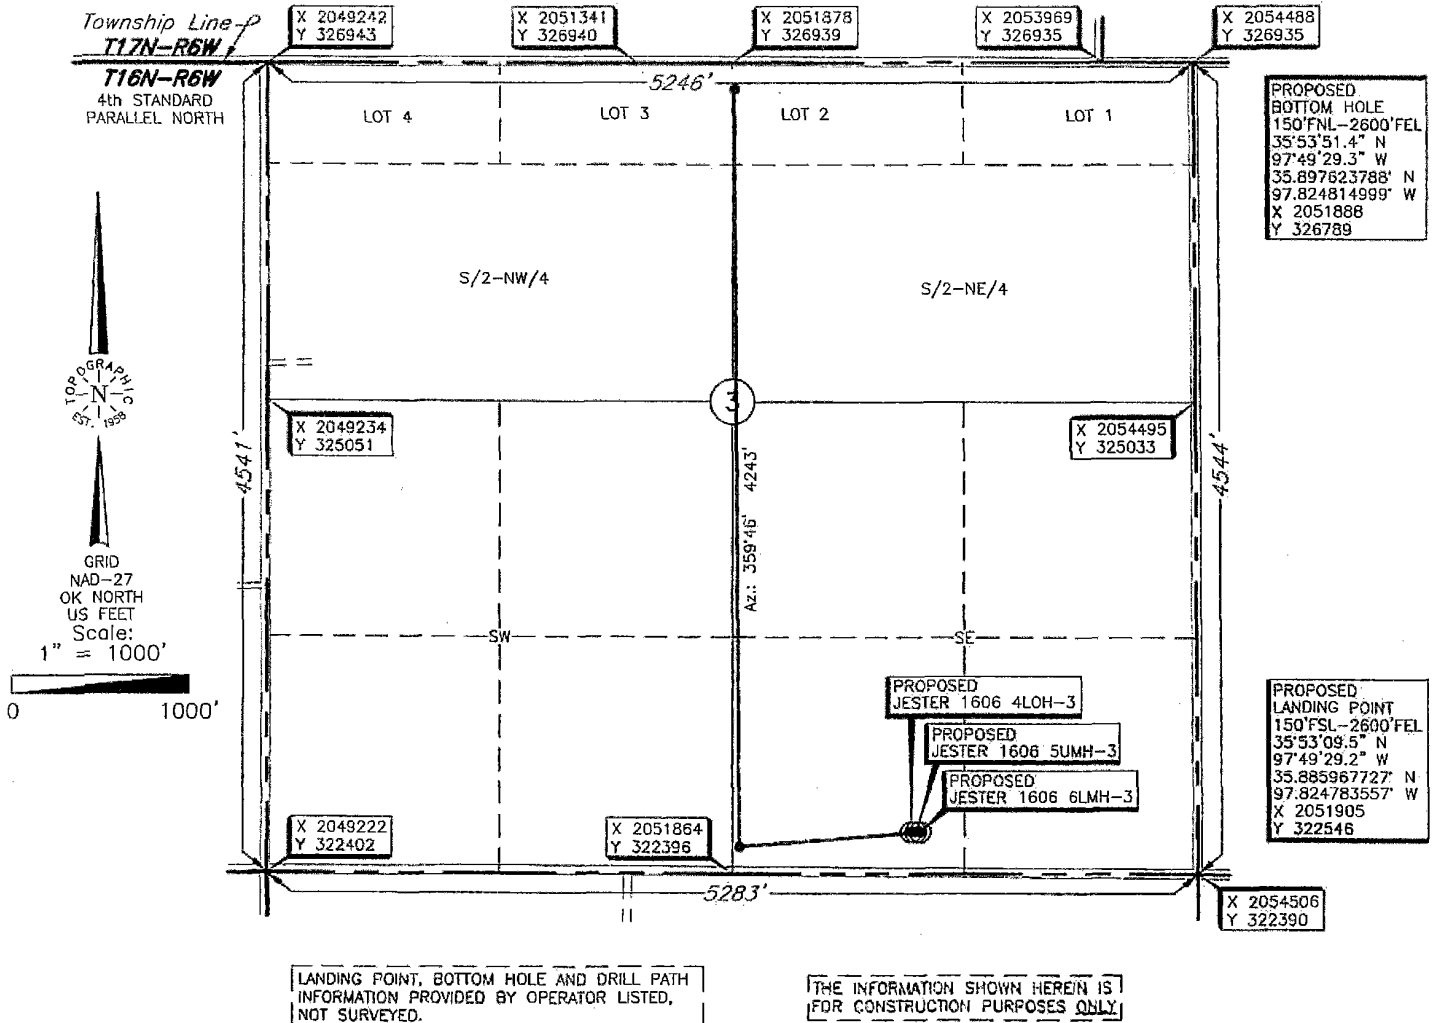 Township Line
T17N-R6W
T16N-R6W
4th STANDARD
PARALLEL NORTH
X 2049242
Y 326943
X 2051341
Y 326940
X 2051878
Y 326939
X 2053969
Y 326935
X 2054488
Y 326935
5246'
LOT 4
LOT 3
LOT 2
LOT 1
PROPOSED
BOTTOM HOLE
150'FNL-2600'FEL
35°53'51.4" N
97°49'29.3" W
35.897623788° N
97.824814999° W
X 2051888
Y 326789
S/2-NW/4
S/2-NE/4
TOPOGRAPHIC
N
EST. 1958
3
X 2049234
Y 325051
X 2054495
Y 325033
4541'
4544'
Az.: 359°46' 4243'
GRID
NAD-27
OK NORTH
US FEET
Scale:
1" = 1000'
0 1000'
SW
SE
PROPOSED
JESTER 1606 4LOH-3
PROPOSED
JESTER 1606 5UMH-3
PROPOSED
JESTER 1606 6LMH-3
PROPOSED
LANDING POINT
150'FSL-2600'FEL
35°53'09.5" N
97°49'29.2" W
35.885967727° N
97.824783557° W
X 2051905
Y 322546
X 2049222
Y 322402
X 2051864
Y 322396
5283'
X 2054506
Y 322390
LANDING POINT, BOTTOM HOLE AND DRILL PATH
INFORMATION PROVIDED BY OPERATOR LISTED,
NOT SURVEYED.
THE INFORMATION SHOWN HEREIN IS
FOR CONSTRUCTION PURPOSES ONLY